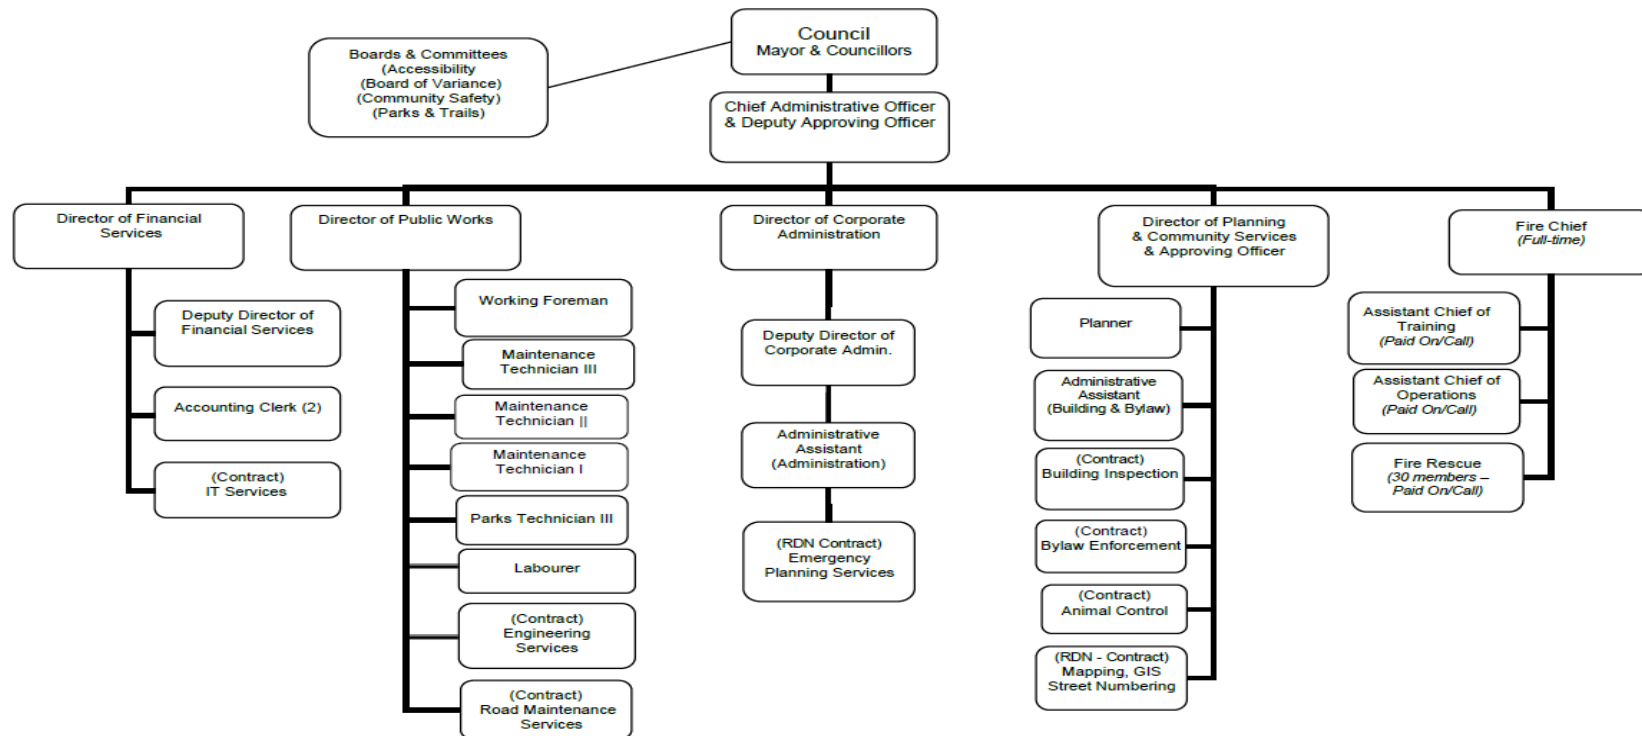 Council
Mayor & Councillors
Boards & Committees
(Accessibility
(Board of Variance)
(Community Safety)
(Parks & Trails)
Chief Administrative Officer
& Deputy Approving Officer
Director of Financial
Services
Deputy Director of
Financial Services
Accounting Clerk (2)
(Contract)
IT Services
Director of Public Works
Working Foreman
Maintenance
Technician III
Maintenance
Technician ||
Maintenance
Technician I
Parks Technician III
Labourer
(Contract)
Engineering
Services
(Contract)
Road Maintenance
Services
Director of Corporate
Administration
Deputy Director of
Corporate Admin.
Administrative
Assistant
(Administration)
(RDN Contract)
Emergency
Planning Services
Director of Planning
& Community Services
& Approving Officer
Planner
Administrative
Assistant
(Building & Bylaw)
(Contract)
Building Inspection
(Contract)
Bylaw Enforcement
(Contract)
Animal Control
(RDN - Contract)
Mapping, GIS
Street Numbering
Fire Chief
(Full-time)
Assistant Chief of
Training
(Paid On/Call)
Assistant Chief of
Operations
(Paid On/Call)
Fire Rescue
(30 members –
Paid On/Call)